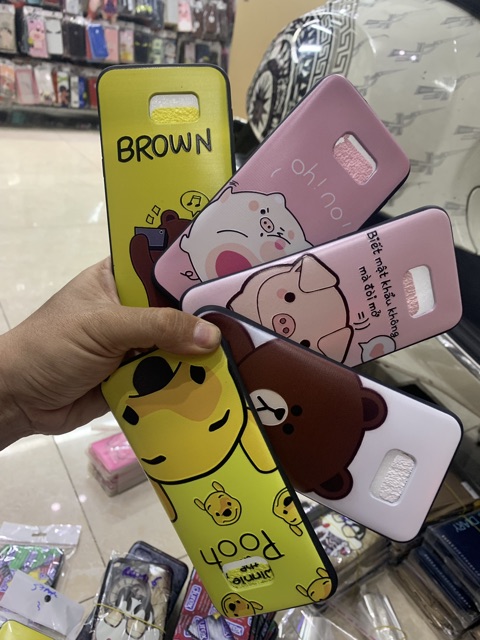 BROWN
oh!no!
Biết mật khẩu không
mà đòi mở
=))
Winnie
the
Pooh